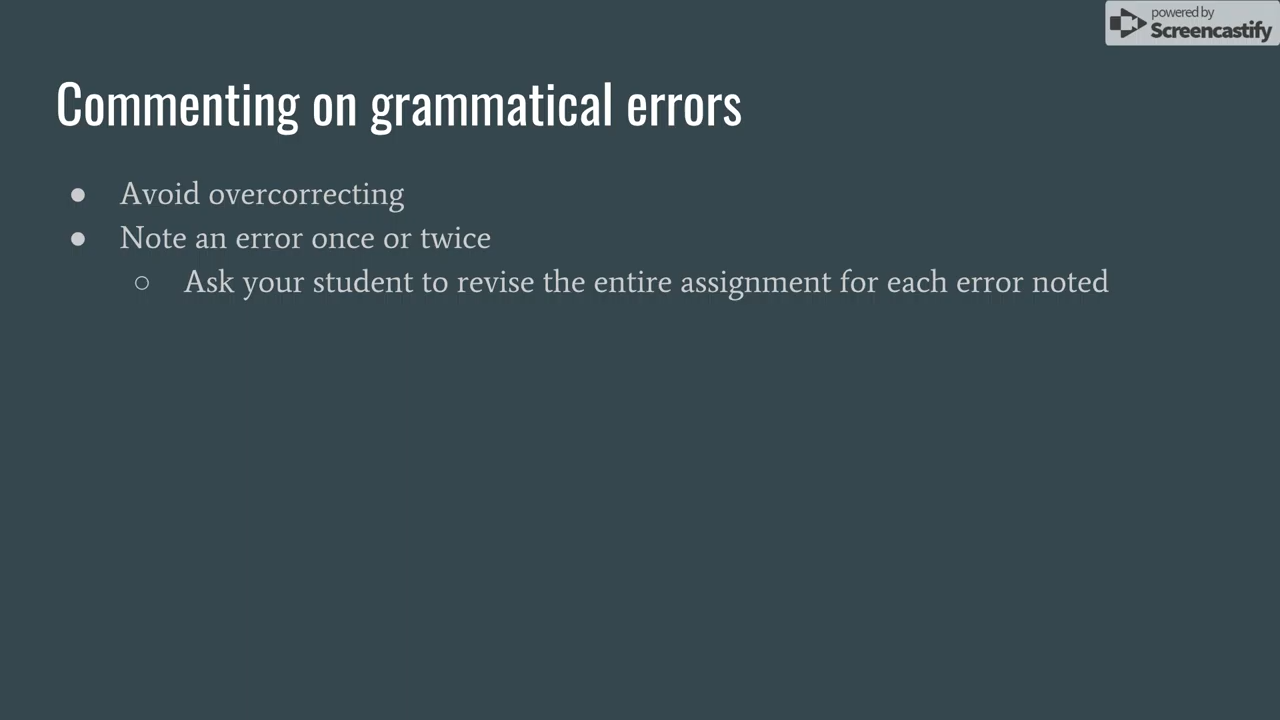 powered by
Screencastify
Commenting on grammatical errors
● Avoid overcorrecting
● Note an error once or twice
○ Ask your student to revise the entire assignment for each error noted